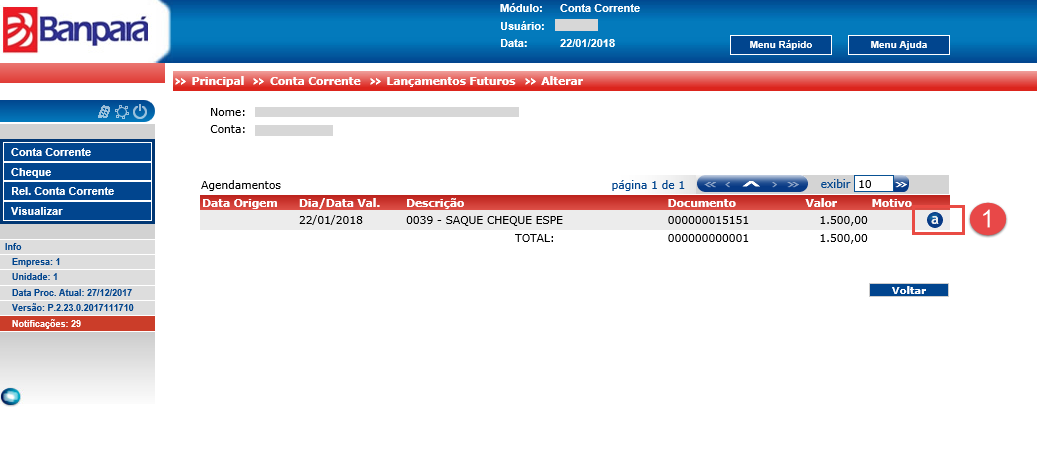 Banpará
Módulo: Conta Corrente
Usuário:
Data: 22/01/2018
Menu Rápido
Menu Ajuda
>> Principal >> Conta Corrente >> Lançamentos Futuros >> Alterar
Nome:
Conta:
Conta Corrente
Cheque
Rel. Conta Corrente
Visualizar
Info
Empresa: 1
Unidade: 1
Data Proc. Atual: 27/12/2017
Versão: P.2.23.0.2017111710
Notificações: 29
Agendamentos
página 1 de 1
exibir 10 >>
Data Origem Dia/Data Val. Descrição Documento Valor Motivo
22/01/2018 0039 - SAQUE CHEQUE ESPE 000000015151 1.500,00 a 1
TOTAL: 000000000001 1.500,00
Voltar